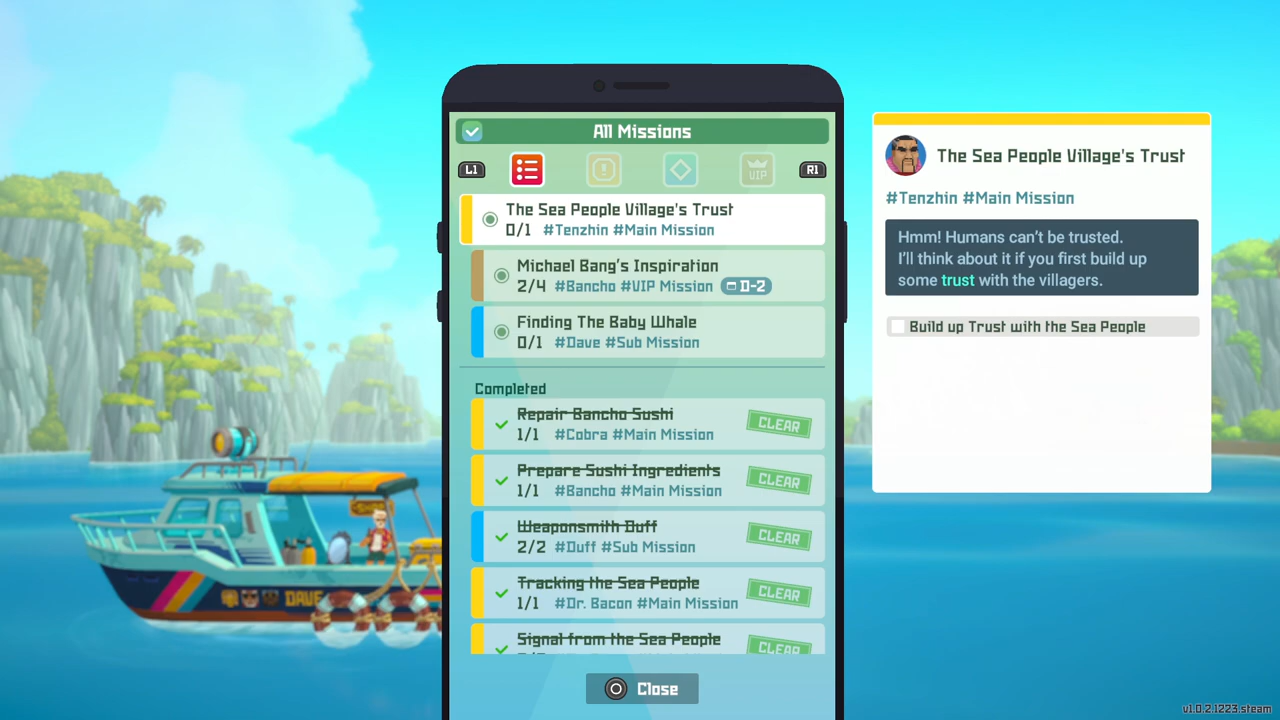 All Missions
L1
VIP
R1
The Sea People Village's Trust
0/1 #Tenzhin #Main Mission
Michael Bang's Inspiration
2/4 #Bancho #VIP Mission D-2
Finding The Baby Whale
0/1 #Dave #Sub Mission
Completed
Repair Bancho Sushi
1/1 #Cobra #Main Mission
CLEAR
Prepare Sushi Ingredients
1/1 #Bancho #Main Mission
CLEAR
Weaponsmith Duff
2/2 #Duff #Sub Mission
CLEAR
Tracking the Sea People
1/1 #Dr. Bacon #Main Mission
CLEAR
Signal from the Sea People
CLEAR
Close
The Sea People Village's Trust
#Tenzhin #Main Mission
Hmm! Humans can't be trusted.
I'll think about it if you first build up
some trust with the villagers.
Build up Trust with the Sea People
DAVE
v1.0.2.1223.steam